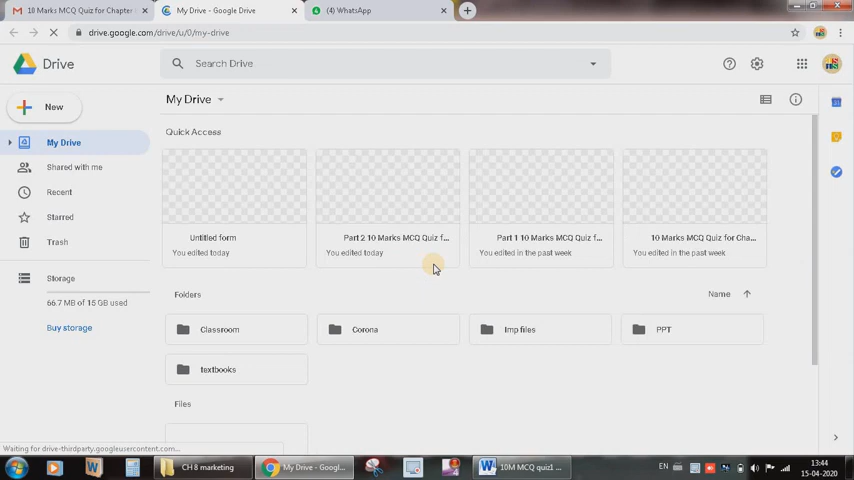 18 Marks MCQ Quiz for Chapter
My Drive - Google Drive
(4) WhatsApp
drive.google.com/drive/u/0/my-drive
Drive
Search Drive
New
My Drive
Shared with me
Recent
Starred
Trash
Storage
66.7 MB of 15 GB used
Buy storage
My Drive
Quick Access
Untitled form
You edited today
Part 2 10 Marks MCQ Quiz f...
You edited today
Part 1 10 Marks MCQ Quiz f...
You edited in the past week
10 Marks MCQ Quiz for Cha...
You edited in the past week
Folders
Name
Classroom
Corona
Imp files
PPT
textbooks
Files
Waiting for drive-thirdparty.googleusercontent.com...
CH 8 marketing
My Drive - Googl...
10M MCQ quiz1 ...
EN
13:44
15-04-2020